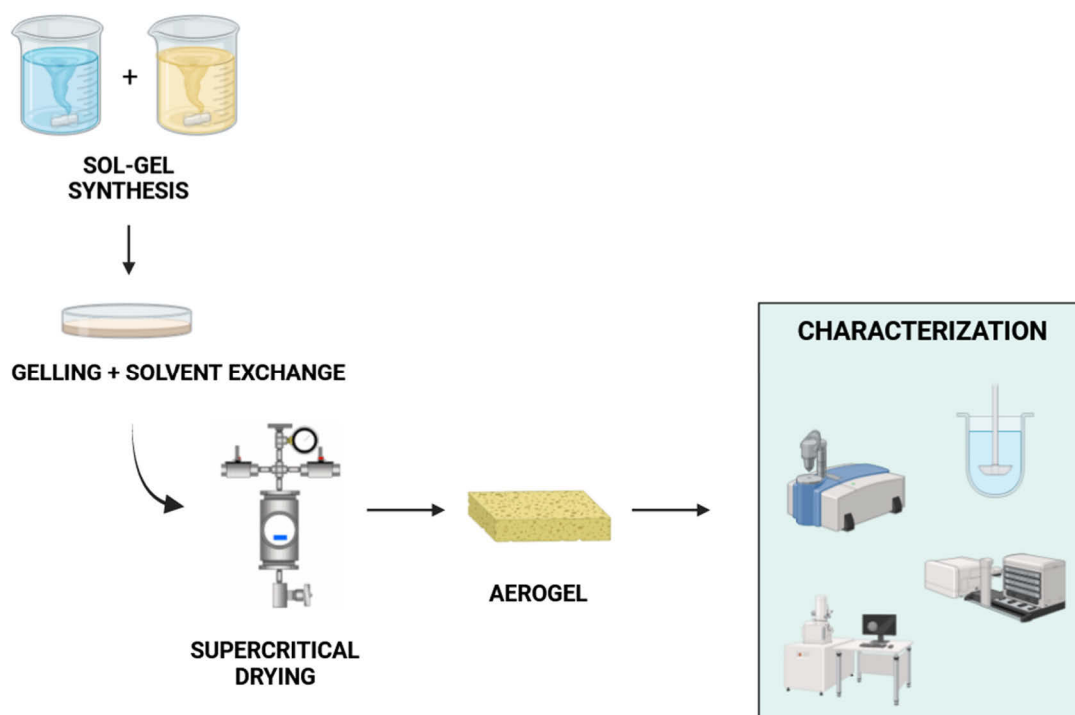 +
SOL-GEL
SYNTHESIS
GELLING + SOLVENT EXCHANGE
SUPERCRITICAL
DRYING
AEROGEL
CHARACTERIZATION